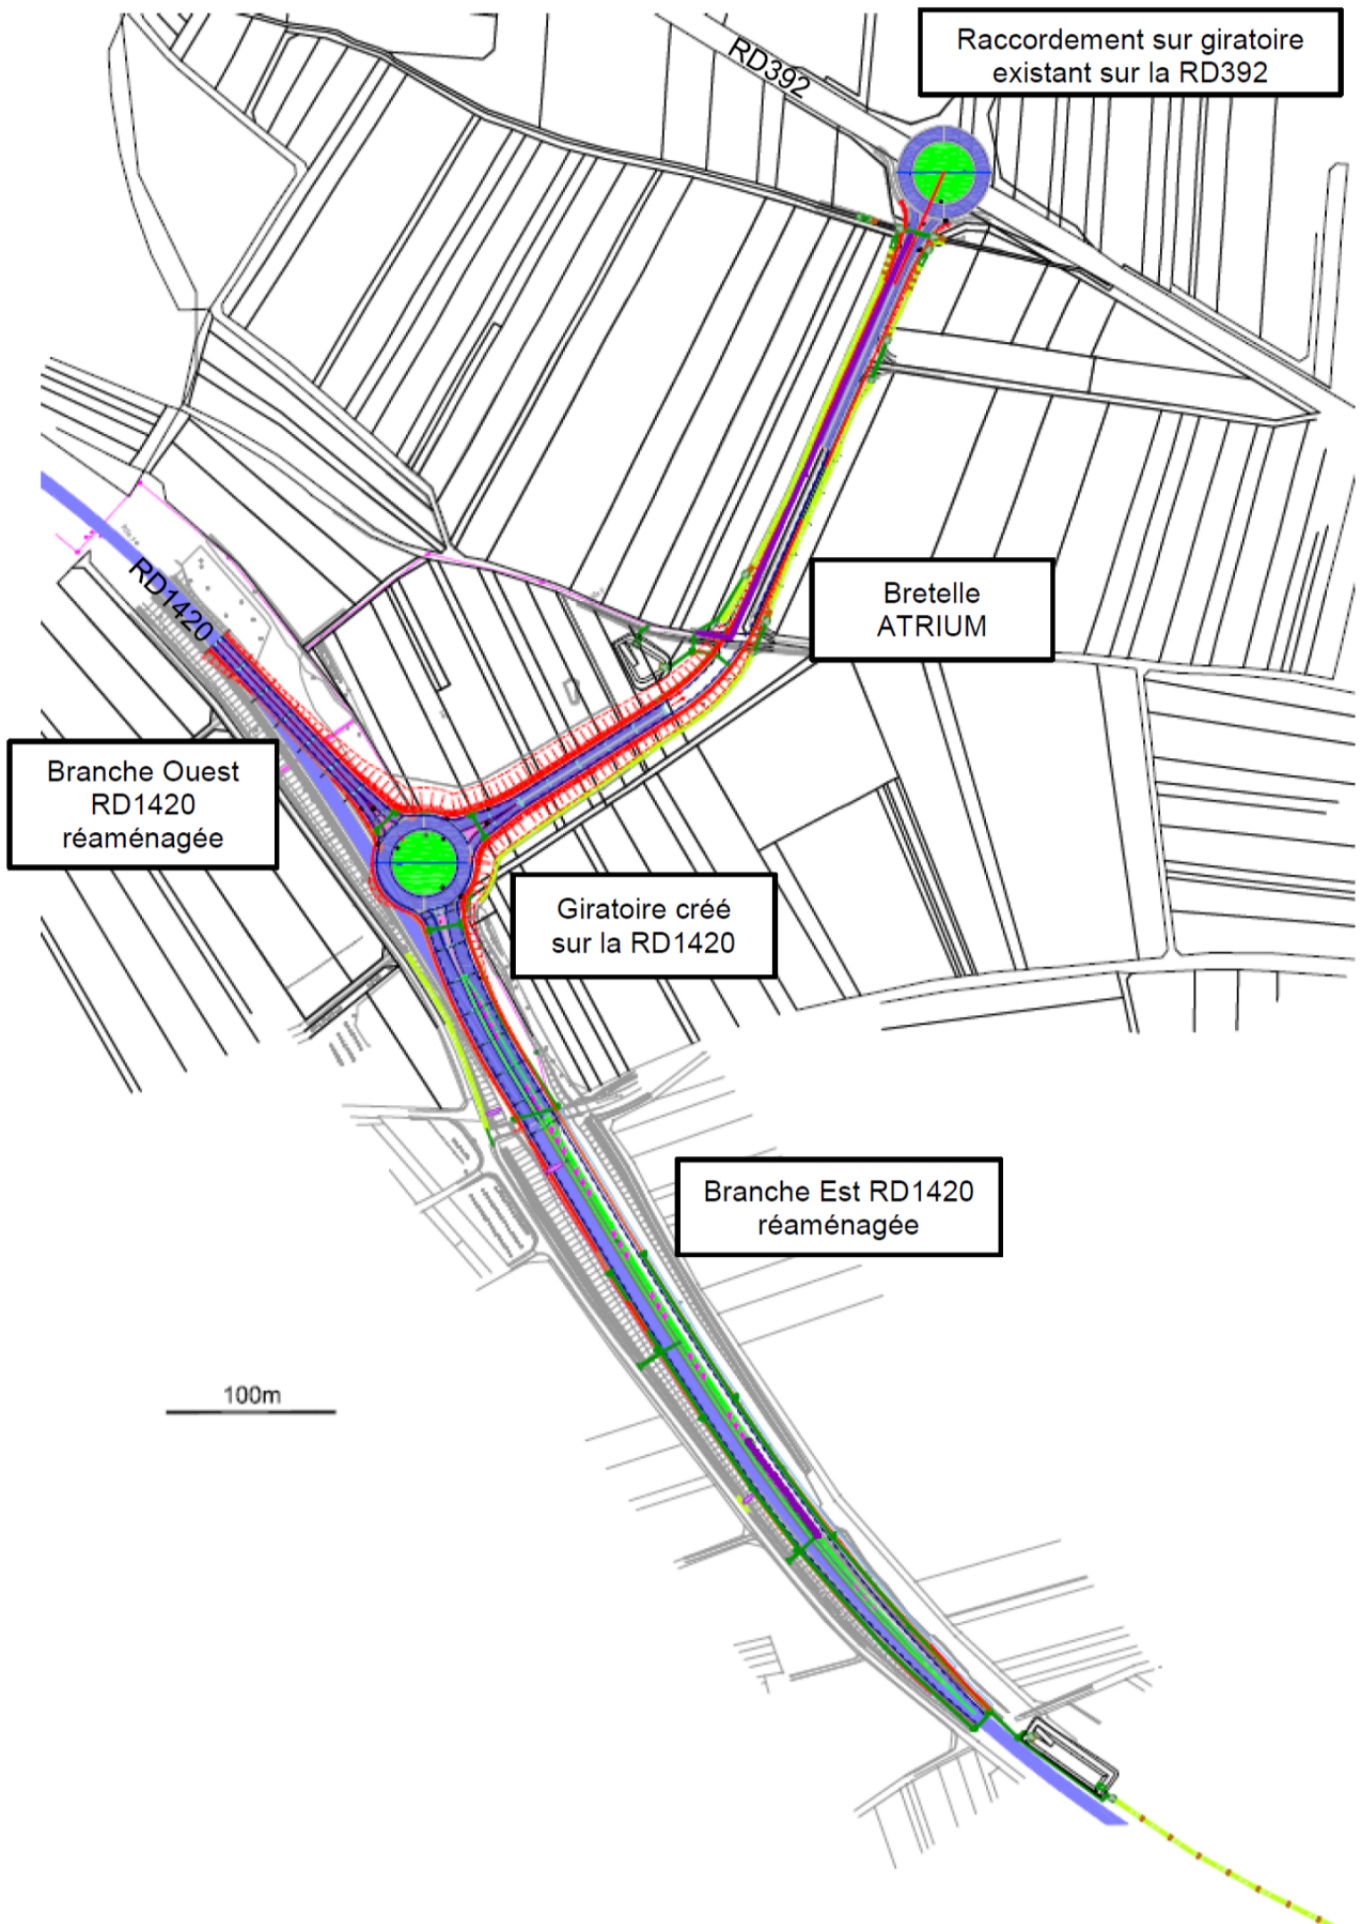 Raccordement sur giratoire
existant sur la RD392
RD392
Bretelle
ATRIUM
RD1420
Branche Ouest
RD1420
réaménagée
Giratoire créé
sur la RD1420
Branche Est RD1420
réaménagée
100m